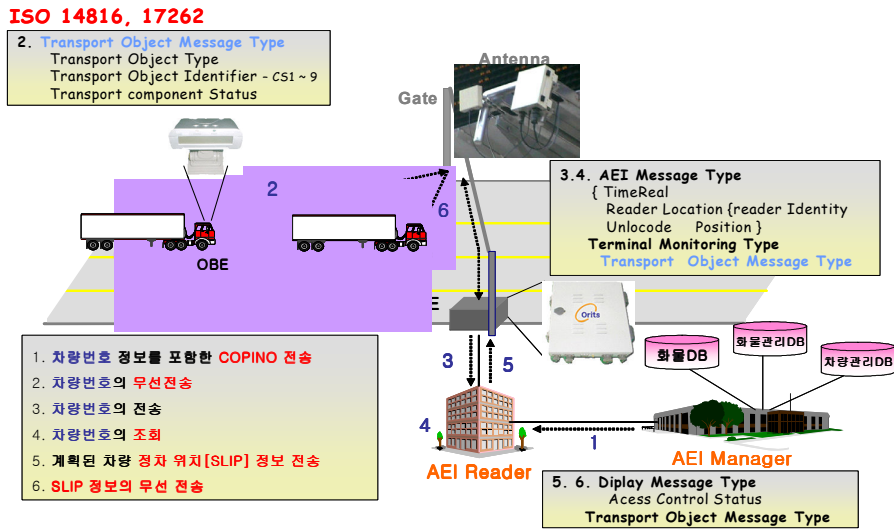 ISO 14816, 17262
2. Transport Object Message Type
Transport Object Type
Transport Object Identifier - CS1 ~ 9
Transport component Status
Antenna
Gate
2
6
3.4. AEI Message Type
{ TimeReal
Reader Location {reader Identity
Unlocode Position }
Terminal Monitoring Type
Transport Object Message Type
OBE
E
Orits
1. 차량번호 정보를 포함한 COPINO 전송
2. 차량번호의 무선전송
3. 차량번호의 전송
4. 차량번호의 조회
5. 계획된 차량 정차 위치[SLIP] 정보 전송
6. SLIP 정보의 무선 전송
3
5
4
1
화물DB
화물관리DB
차량관리DB
AEI Reader
AEI Manager
5. 6. Diplay Message Type
Acess Control Status
Transport Object Message Type